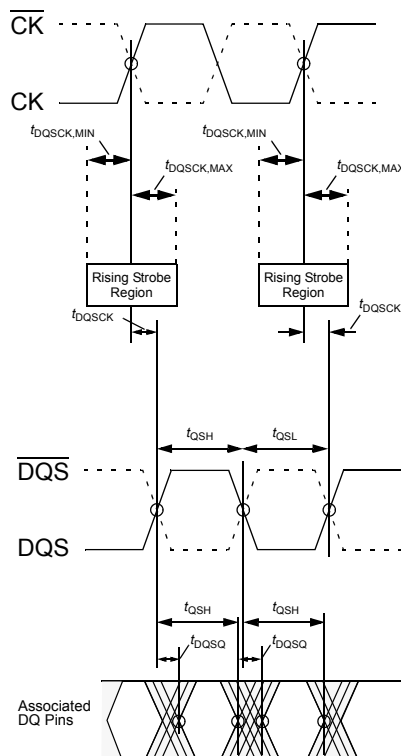 CK
CK
tDQSCK,MIN
tDQSCK,MIN
tDQSCK,MAX
tDQSCK,MAX
Rising Strobe
Region
Rising Strobe
Region
tDQSCK
tDQSCK
tQSH
tQSL
DQS
DQS
tQSH
tQSH
tDQSQ
tDQSQ
Associated
DQ Pins